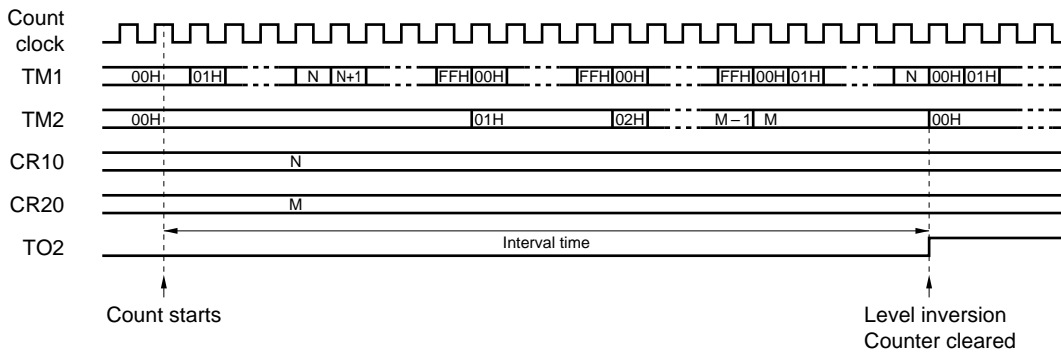 Count
clock
TM1 00H 01H N N+1 FFH 00H FFH 00H FFH 00H 01H N 00H 01H
TM2 00H 01H 02H M – 1 M 00H
CR10 N
CR20 M
TO2 Interval time
Count starts
Level inversion
Counter cleared